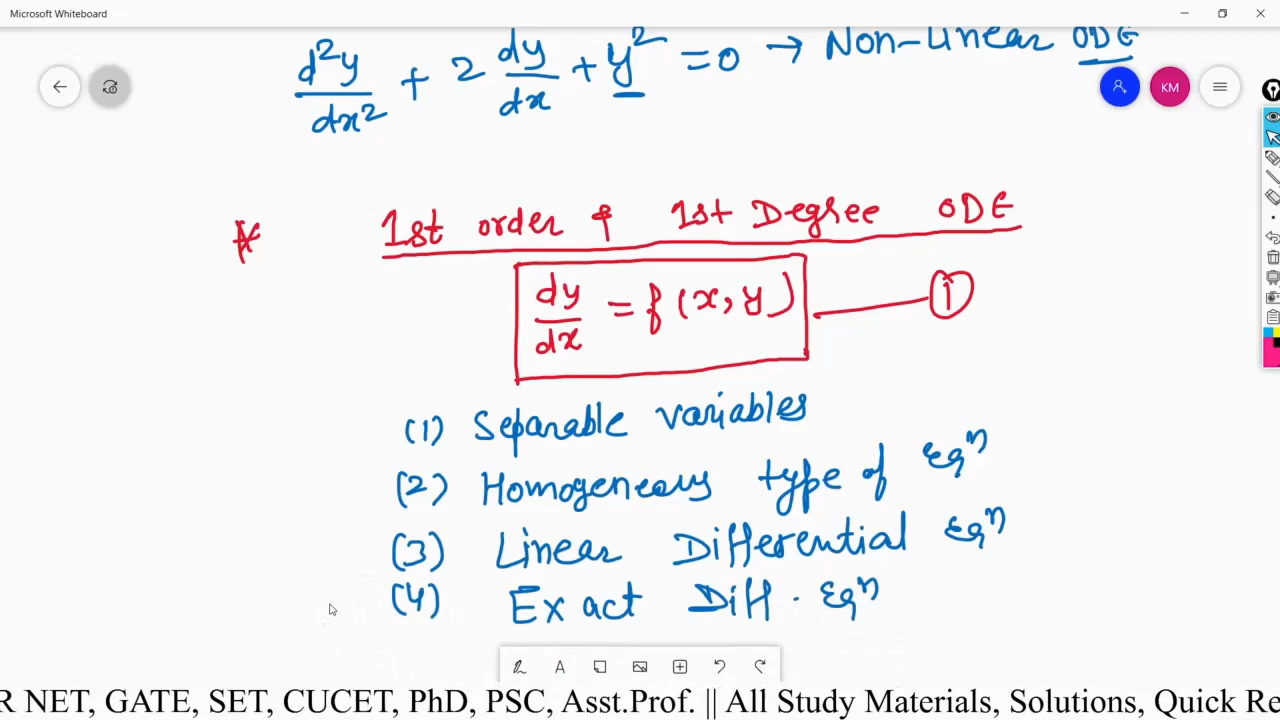 Microsoft Whiteboard
d²y/dx² + 2 dy/dx + y² = 0 → Non-Linear ODE
KM
* 1st order & 1st Degree ODE
dy/dx = f(x, y) ①
(1) Separable variables
(2) Homogeneous type of Eqⁿ
(3) Linear Differential Eqⁿ
(4) Exact Diff. Eqⁿ
R NET, GATE, SET, CUCET, PhD, PSC, Asst.Prof. || All Study Materials, Solutions, Quick Re